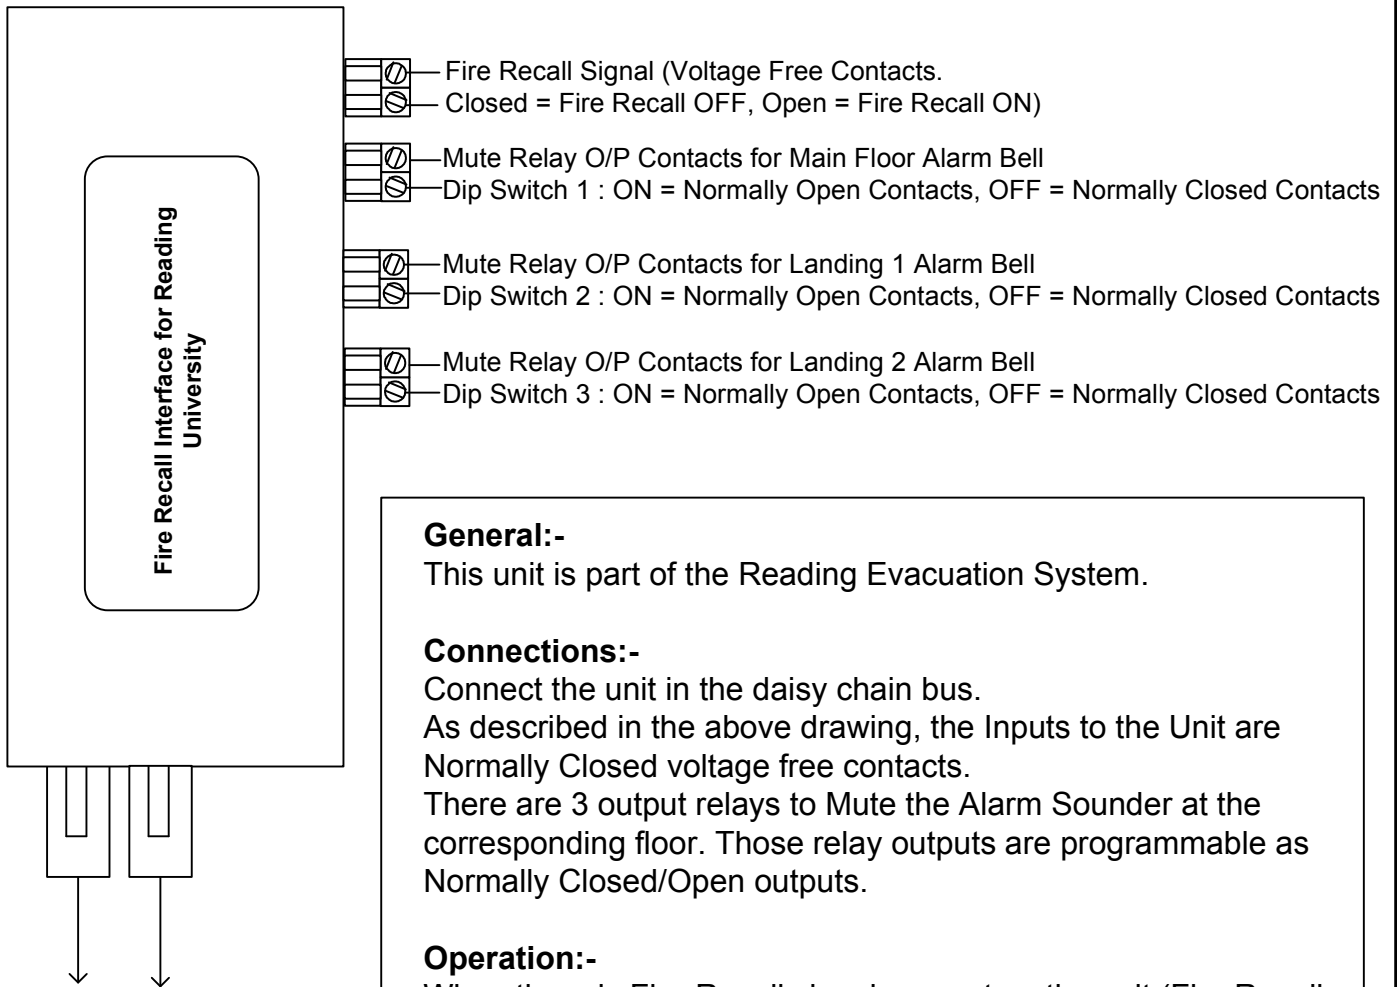 Fire Recall Signal (Voltage Free Contacts.
Closed = Fire Recall OFF, Open = Fire Recall ON)
Mute Relay O/P Contacts for Main Floor Alarm Bell
Dip Switch 1 : ON = Normally Open Contacts, OFF = Normally Closed Contacts
Mute Relay O/P Contacts for Landing 1 Alarm Bell
Dip Switch 2 : ON = Normally Open Contacts, OFF = Normally Closed Contacts
Mute Relay O/P Contacts for Landing 2 Alarm Bell
Dip Switch 3 : ON = Normally Open Contacts, OFF = Normally Closed Contacts
Fire Recall Interface for Reading
University
General:-
This unit is part of the Reading Evacuation System.
Connections:-
Connect the unit in the daisy chain bus.
As described in the above drawing, the Inputs to the Unit are
Normally Closed voltage free contacts.
There are 3 output relays to Mute the Alarm Sounder at the
corresponding floor. Those relay outputs are programmable as
Normally Closed/Open outputs.
Operation:-